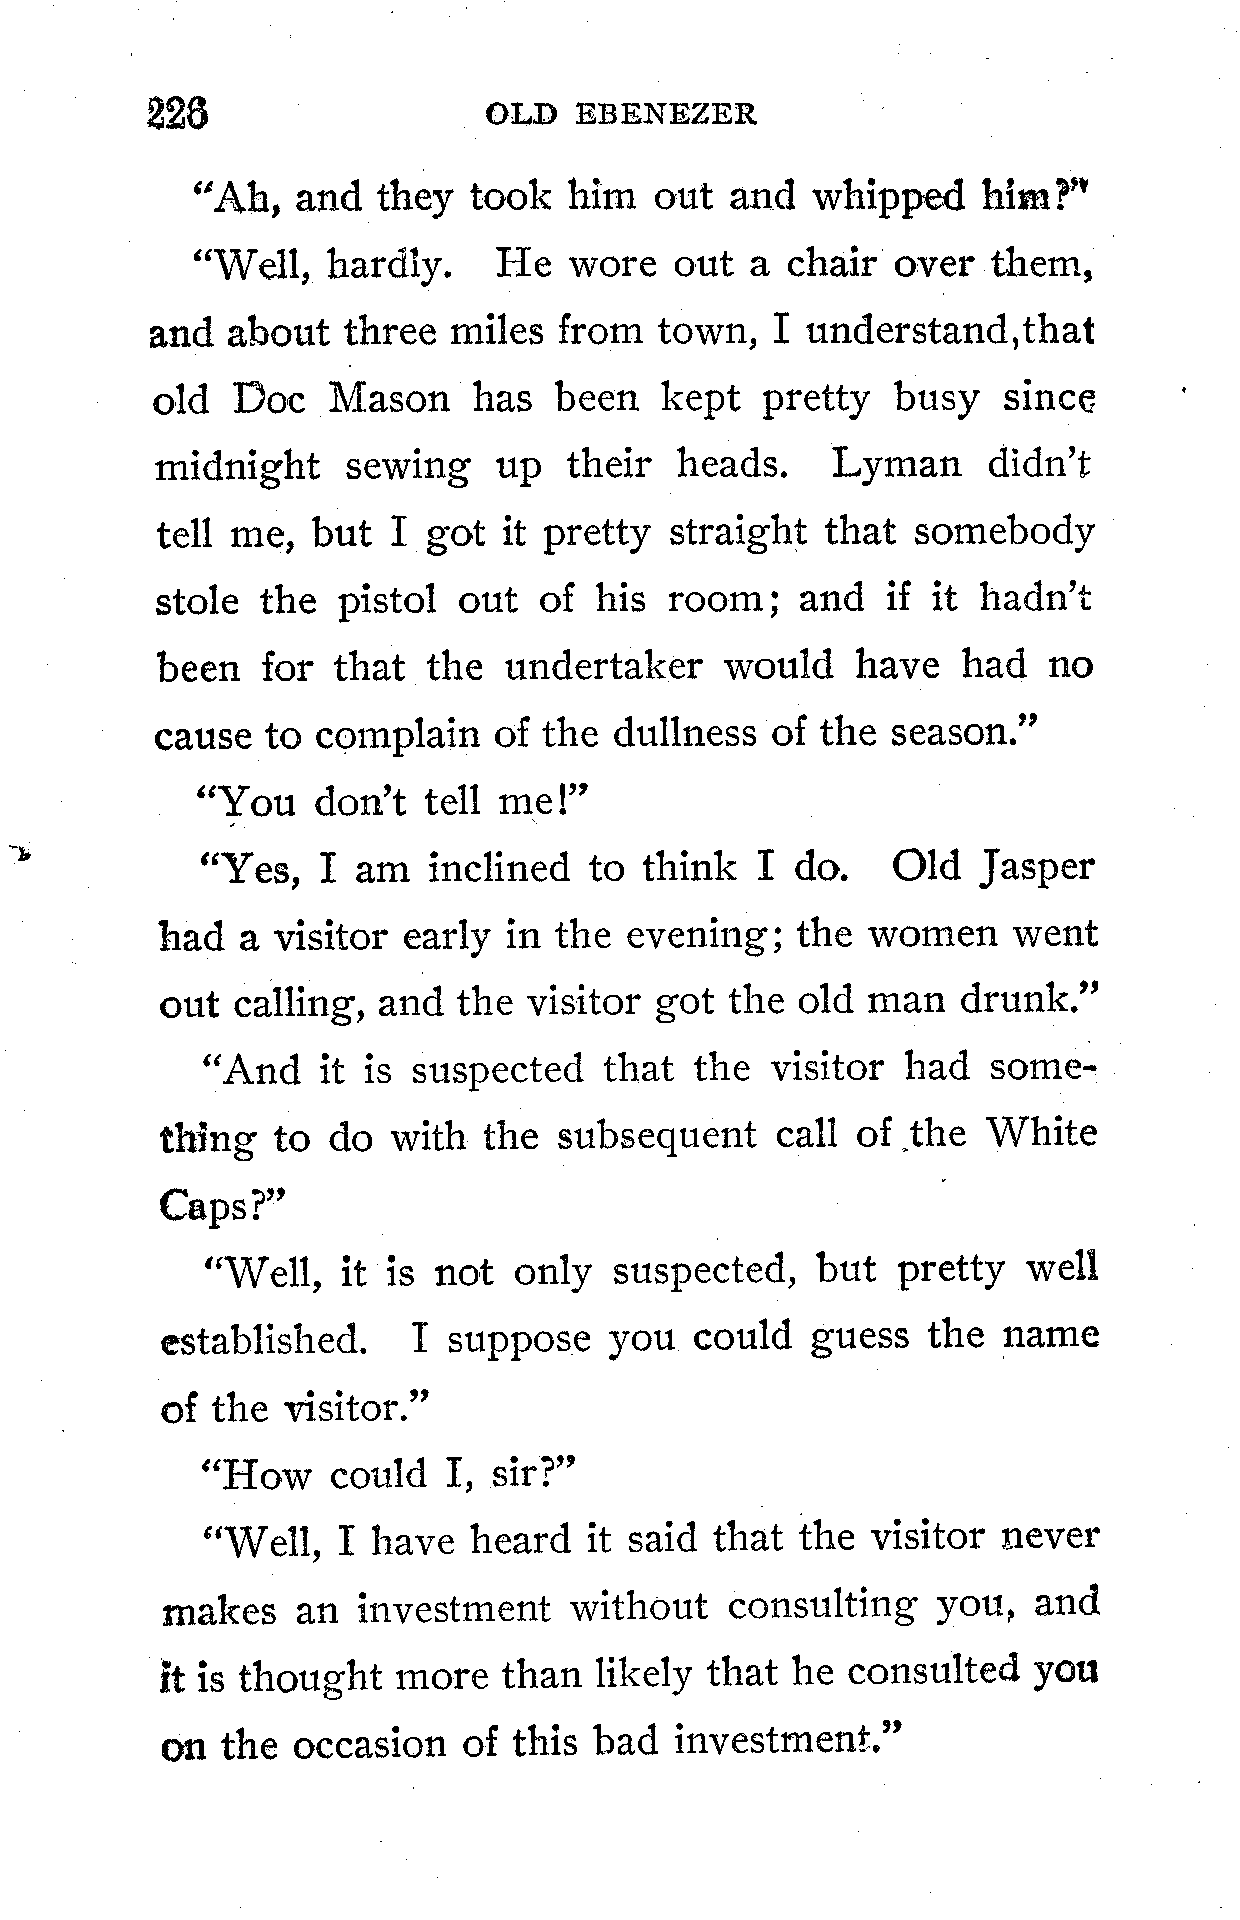 226 OLD EBENEZER
“Ah, and they took him out and whipped him?”
“Well, hardly. He wore out a chair over them,
and about three miles from town, I understand,that
old Doc Mason has been kept pretty busy since
midnight sewing up their heads. Lyman didn’t
tell me, but I got it pretty straight that somebody
stole the pistol out of his room; and if it hadn’t
been for that the undertaker would have had no
cause to complain of the dullness of the season.”
“You don’t tell me!”
“Yes, I am inclined to think I do. Old Jasper
had a visitor early in the evening; the women went
out calling, and the visitor got the old man drunk.”
“And it is suspected that the visitor had some-
thing to do with the subsequent call of the White
Caps?”
“Well, it is not only suspected, but pretty well
established. I suppose you could guess the name
of the visitor.”
“How could I, sir?”
“Well, I have heard it said that the visitor never
makes an investment without consulting you, and
it is thought more than likely that he consulted you
on the occasion of this bad investment.”